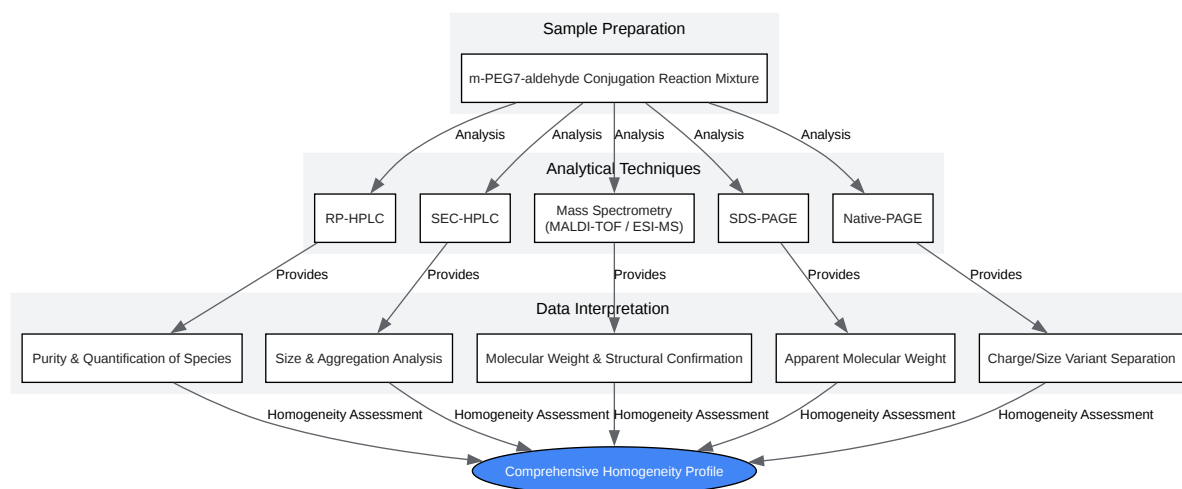 Sample Preparation
m-PEG7-aldehyde Conjugation Reaction Mixture
Analysis
Analysis
Analysis
Analysis
Analysis
Analytical Techniques
RP-HPLC
SEC-HPLC
Mass Spectrometry
(MALDI-TOF / ESI-MS)
SDS-PAGE
Native-PAGE
Provides
Provides
Provides
Provides
Provides
Data Interpretation
Purity & Quantification of Species
Size & Aggregation Analysis
Molecular Weight & Structural Confirmation
Apparent Molecular Weight
Charge/Size Variant Separation
Homogeneity Assessment
Homogeneity Assessment
Homogeneity Assessment
Homogeneity Assessment
Homogeneity Assessment
Comprehensive Homogeneity Profile